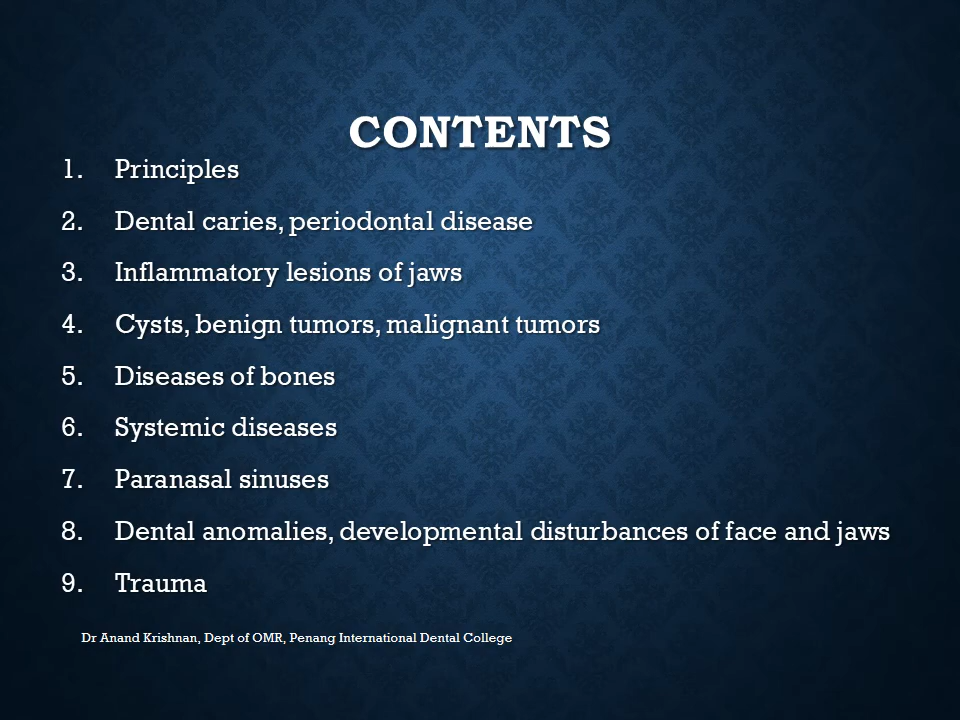 CONTENTS
1. Principles
2. Dental caries, periodontal disease
3. Inflammatory lesions of jaws
4. Cysts, benign tumors, malignant tumors
5. Diseases of bones
6. Systemic diseases
7. Paranasal sinuses
8. Dental anomalies, developmental disturbances of face and jaws
9. Trauma
Dr Anand Krishnan, Dept of OMR, Penang International Dental College